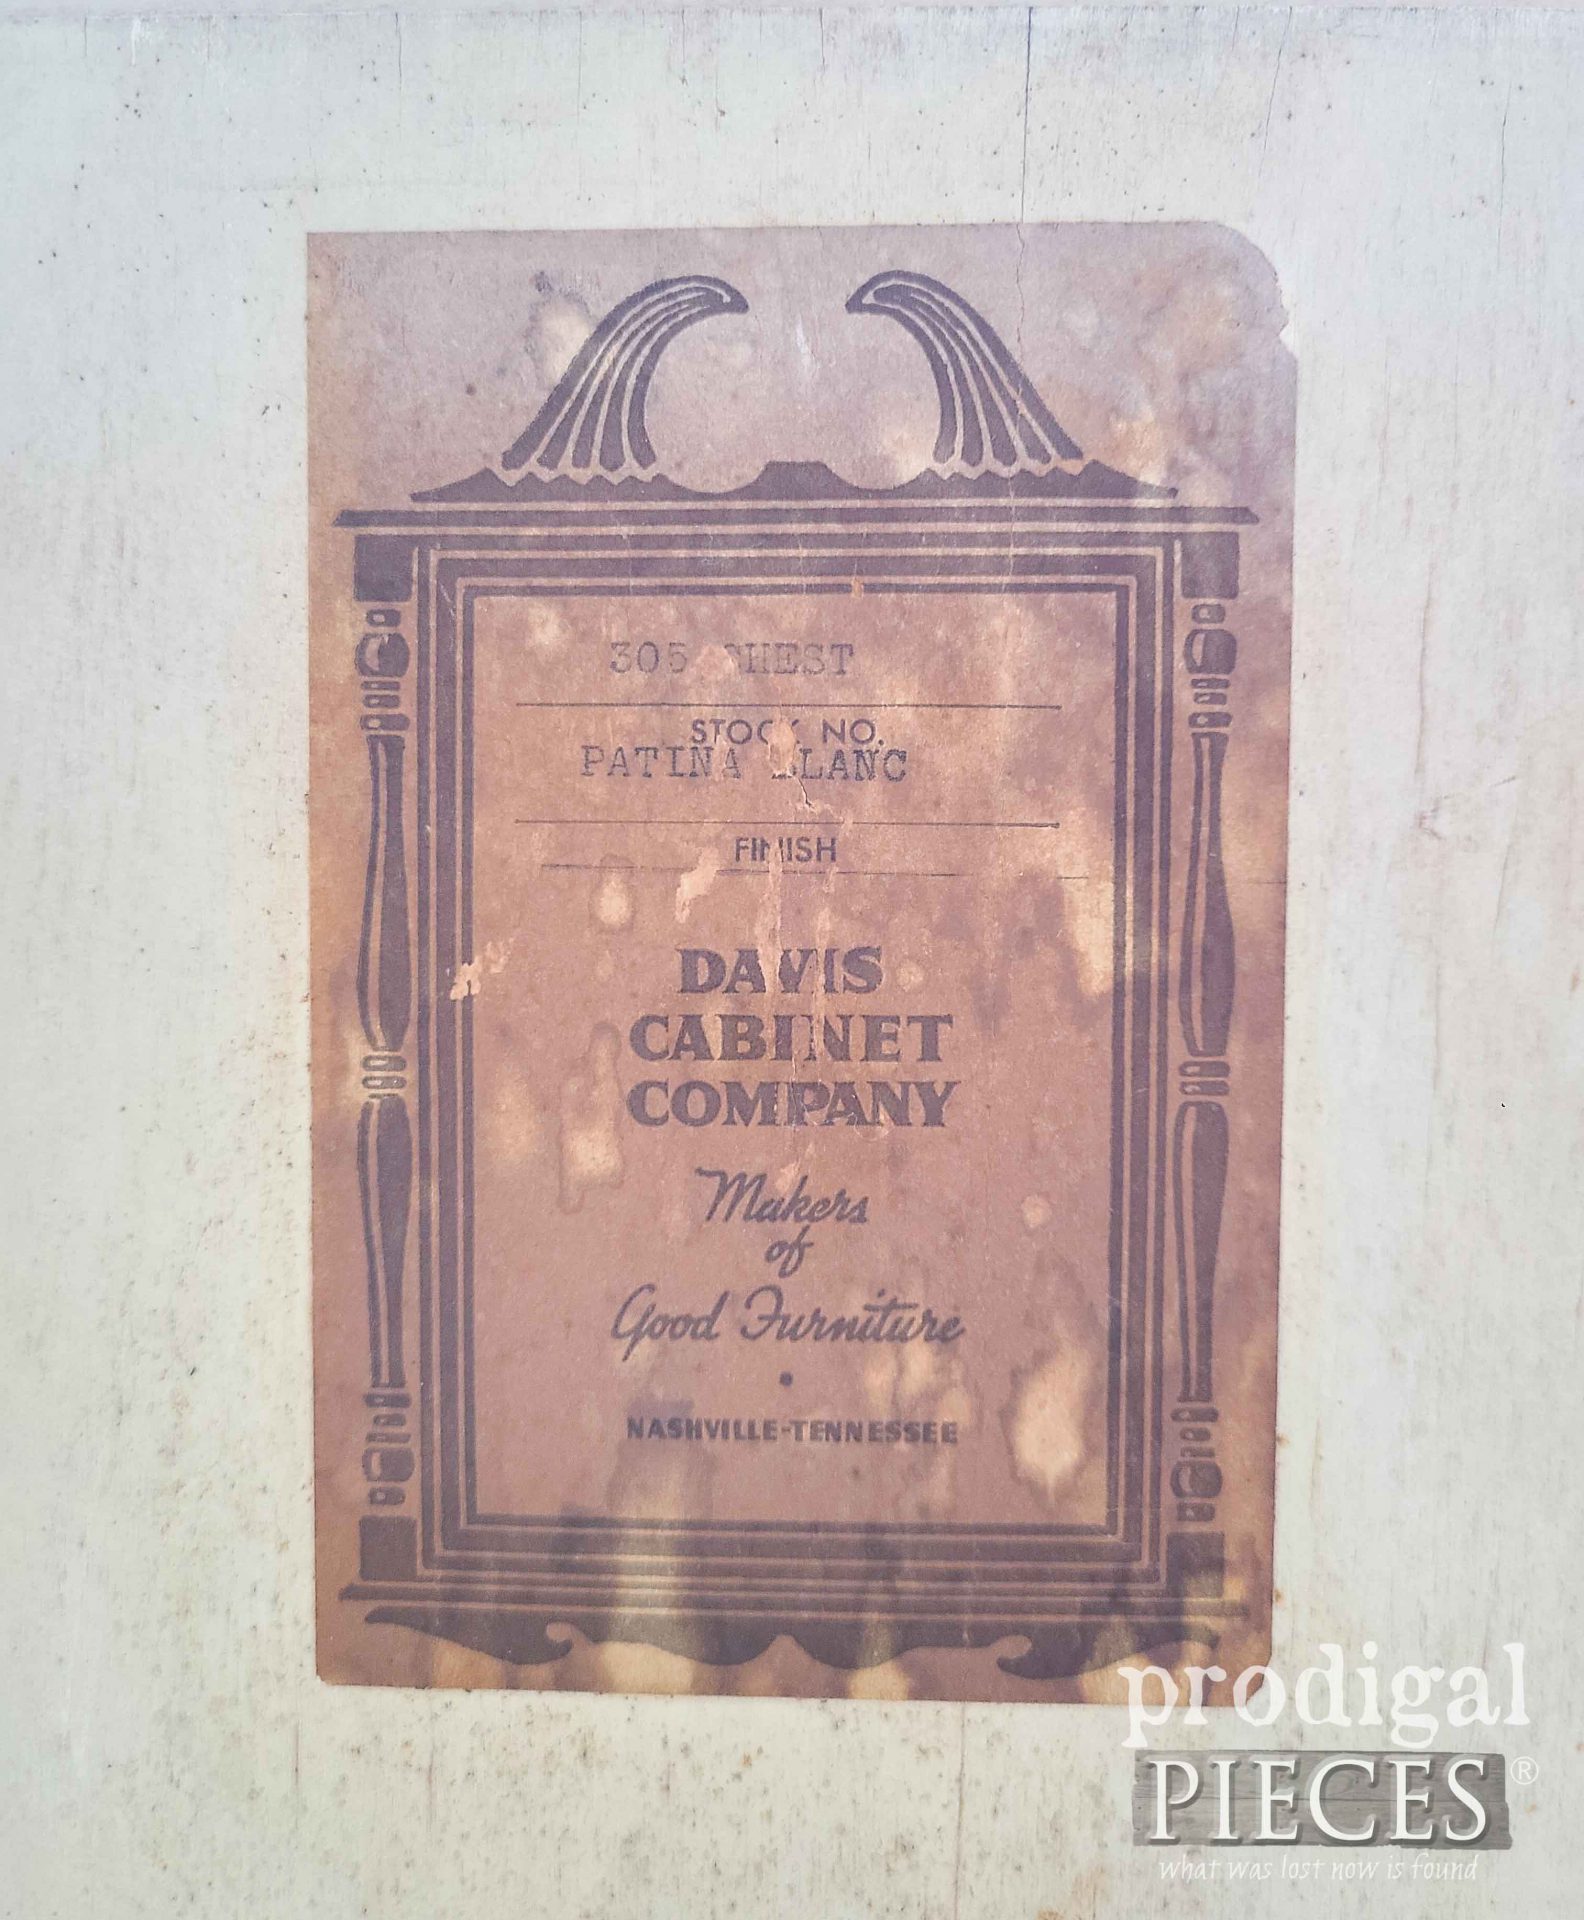 305 CHEST
STOCK NO.
PATINA BLANC
FINISH
DAVIS
CABINET
COMPANY
Makers
of
Good Furniture
•
NASHVILLE-TENNESSEE
prodigal
PIECES®
what was lost now is found